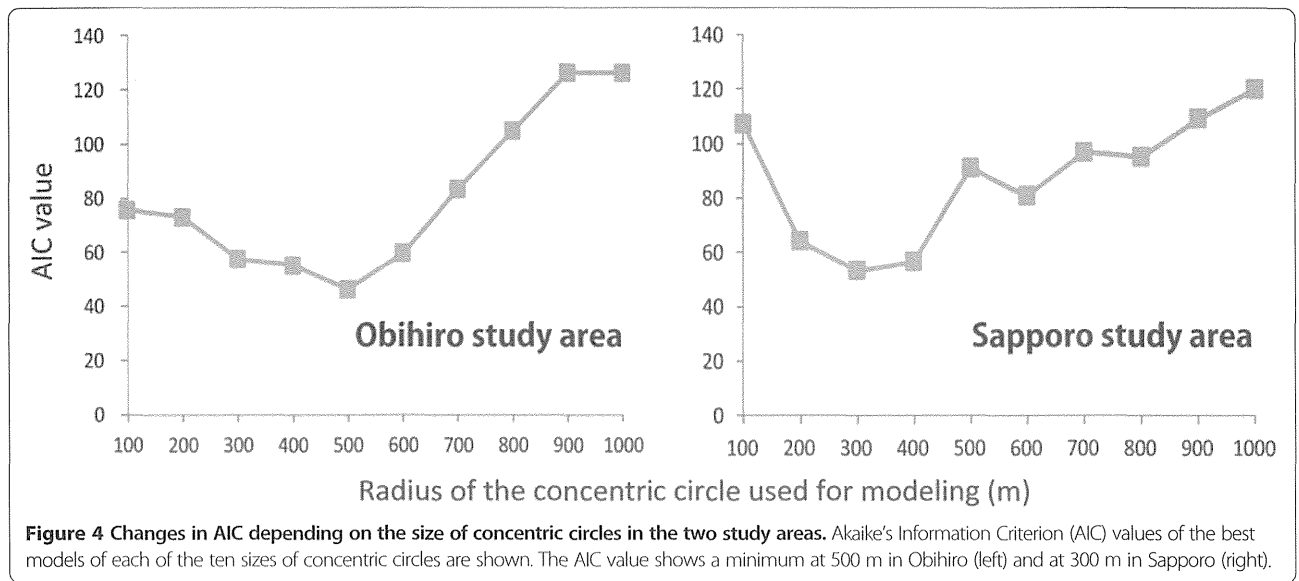 140
120
100
80
60
40
20
0
AIC value
100 200 300 400 500 600 700 800 900 1000
Obihiro study area
140
120
100
80
60
40
20
0
100 200 300 400 500 600 700 800 900 1000
Sapporo study area
Radius of the concentric circle used for modeling (m)
Figure 4 Changes in AIC depending on the size of concentric circles in the two study areas. Akaike's Information Criterion (AIC) values of the best
models of each of the ten sizes of concentric circles are shown. The AIC value shows a minimum at 500 m in Obihiro (left) and at 300 m in Sapporo (right).